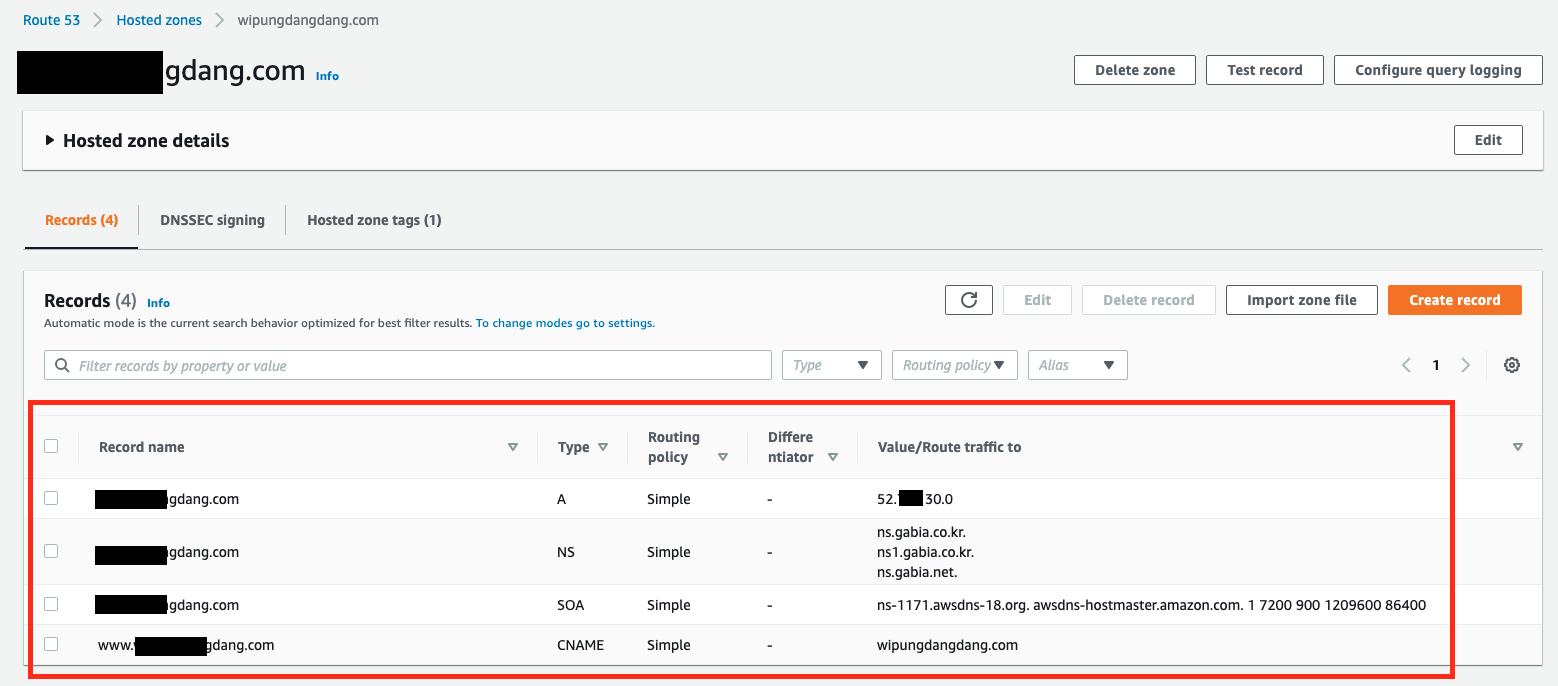 Route 53 > Hosted zones > wipungdangdang.com
gdang.com Info
Delete zone Test record Configure query logging
Hosted zone details Edit
Records (4) DNSSEC signing Hosted zone tags (1)
Records (4) Info
Edit Delete record Import zone file Create record
Automatic mode is the current search behavior optimized for best filter results. To change modes go to settings.
Filter records by property or value Type Routing policy Alias 1
Record name Type Routing policy Differentiator Value/Route traffic to
gdang.com A Simple - 52. 30.0
gdang.com NS Simple - ns.gabia.co.kr.
ns1.gabia.co.kr.
ns.gabia.net.
gdang.com SOA Simple - ns-1171.awsdns-18.org. awsdns-hostmaster.amazon.com. 1 7200 900 1209600 86400
www. gdang.com CNAME Simple - wipungdangdang.com